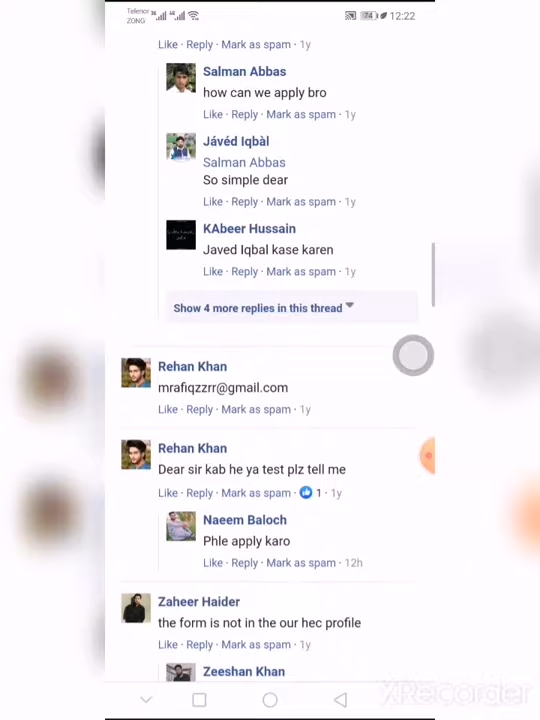 Telenor
ZONG
12:22
Like · Reply · Mark as spam · 1y
Salman Abbas
how can we apply bro
Like · Reply · Mark as spam · 1y
Jávéd Iqbàl
Salman Abbas
So simple dear
Like · Reply · Mark as spam · 1y
KAbeer Hussain
Javed Iqbal kase karen
Like · Reply · Mark as spam · 1y
Show 4 more replies in this thread
Rehan Khan
mrafiqzzrr@gmail.com
Like · Reply · Mark as spam · 1y
Rehan Khan
Dear sir kab he ya test plz tell me
Like · Reply · Mark as spam · 1 · 1y
Naeem Baloch
Phle apply karo
Like · Reply · Mark as spam · 12h
Zaheer Haider
the form is not in the our hec profile
Like · Reply · Mark as spam · 1y
Zeeshan Khan
XRecorder